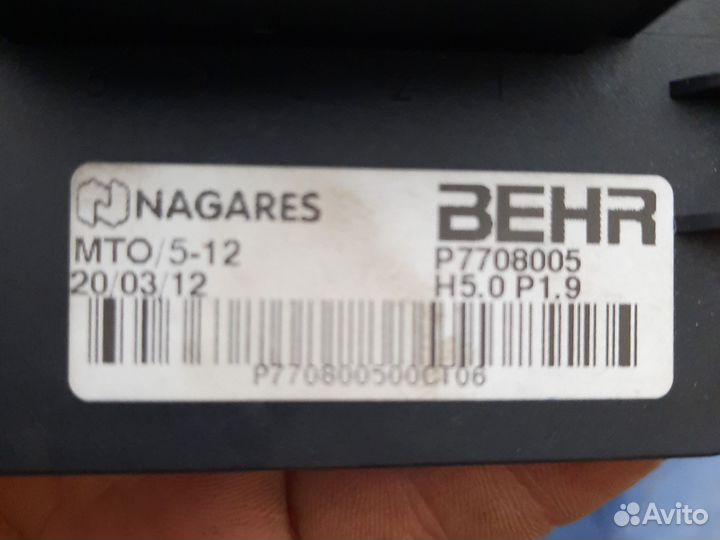 NAGARES
BEHR
MTO/5-12
P7708005
20/03/12
H5.0 P1.9
P770800500CT06
Avito